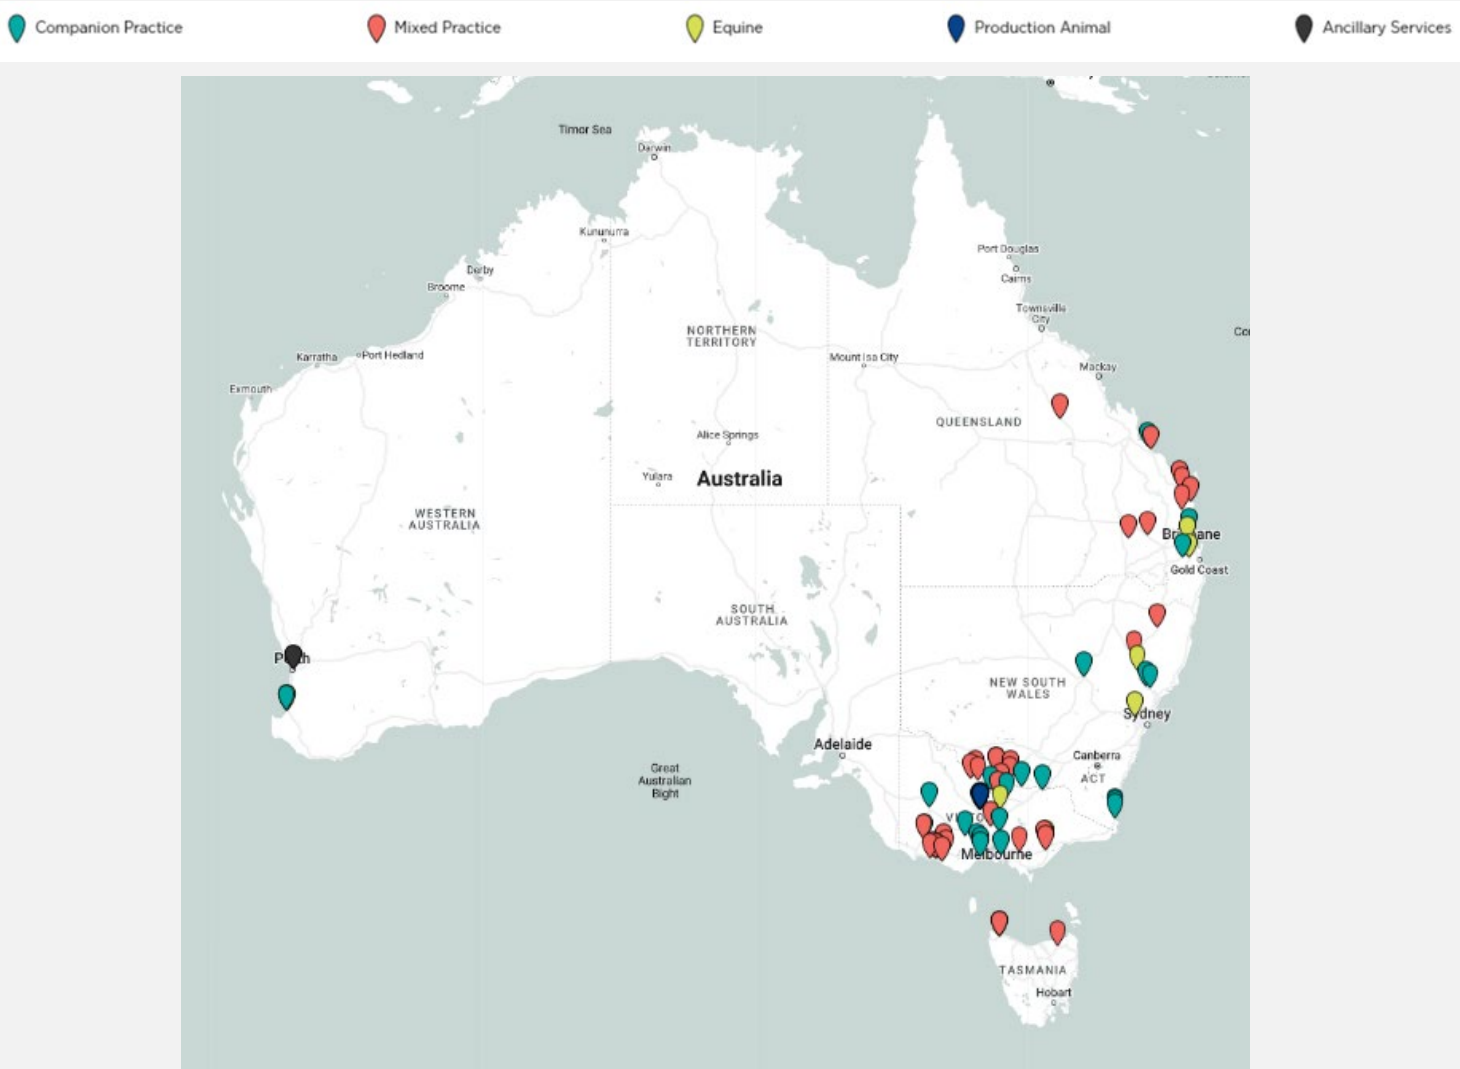 Companion Practice
Mixed Practice
Equine
Production Animal
Ancillary Services
Timor Sea
Darwin
Kununurra
Port Douglas
Derby
Cairns
Broome
Townsville
City
NORTHERN
TERRITORY
Karratha
Port Hedland
Mount Isa City
Mackay
Exmouth
QUEENSLAND
Alice Springs
Yulara
Australia
WESTERN
AUSTRALIA
Gold Coast
SOUTH
AUSTRALIA
NEW SOUTH
WALES
Sydney
Adelaide
Canberra
ACT
Great
Australian
Bight
Melbourne
TASMANIA
Hobart